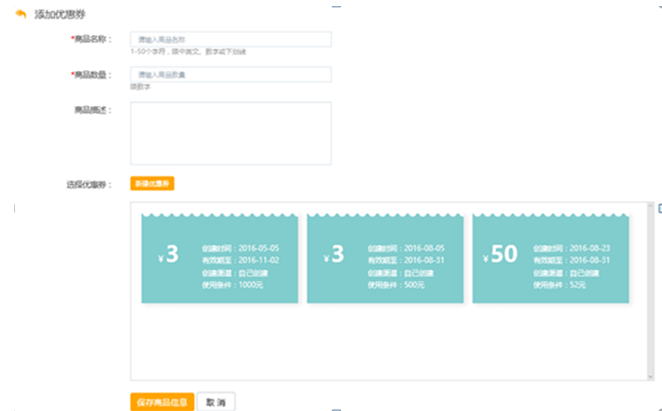 添加优惠券
*商品名称：
请输入商品名称
1-50个字符，限中英文、数字或下划线
*商品数量：
请输入商品数量
限数字
商品描述：
选择优惠券：
新建优惠券
¥3
创建时间：2016-05-05
有效期至：2016-11-02
创建渠道：自己创建
使用条件：1000元
¥3
创建时间：2016-08-05
有效期至：2016-08-31
创建渠道：自己创建
使用条件：500元
¥50
创建时间：2016-08-23
有效期至：2016-08-31
创建渠道：自己创建
使用条件：52元
保存商品信息
取消